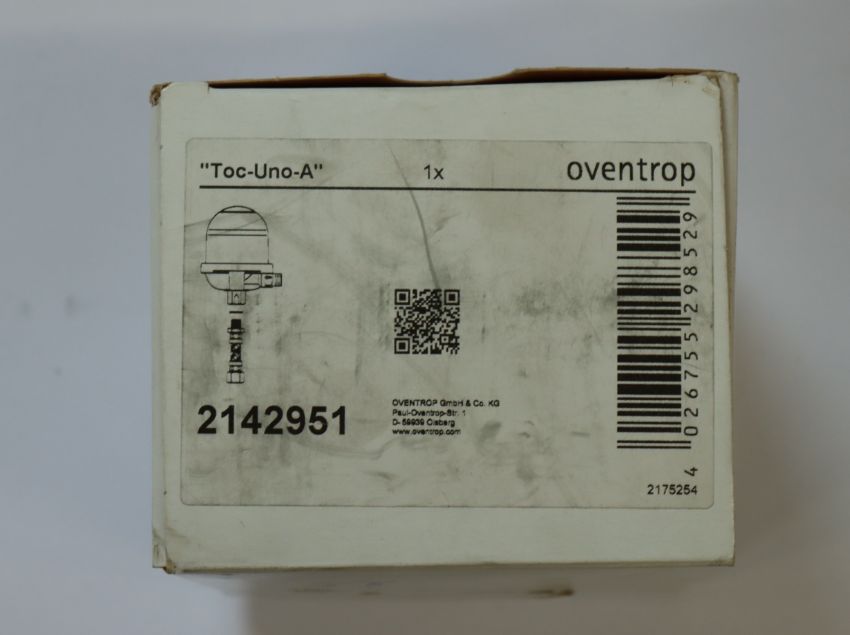 "Toc-Uno-A" 1x oventrop
2142951
OVENTROP GmbH & Co. KG
Paul-Oventrop-Str. 1
D- 59939 Olsberg
www.oventrop.com
4 026755 298529
2175254